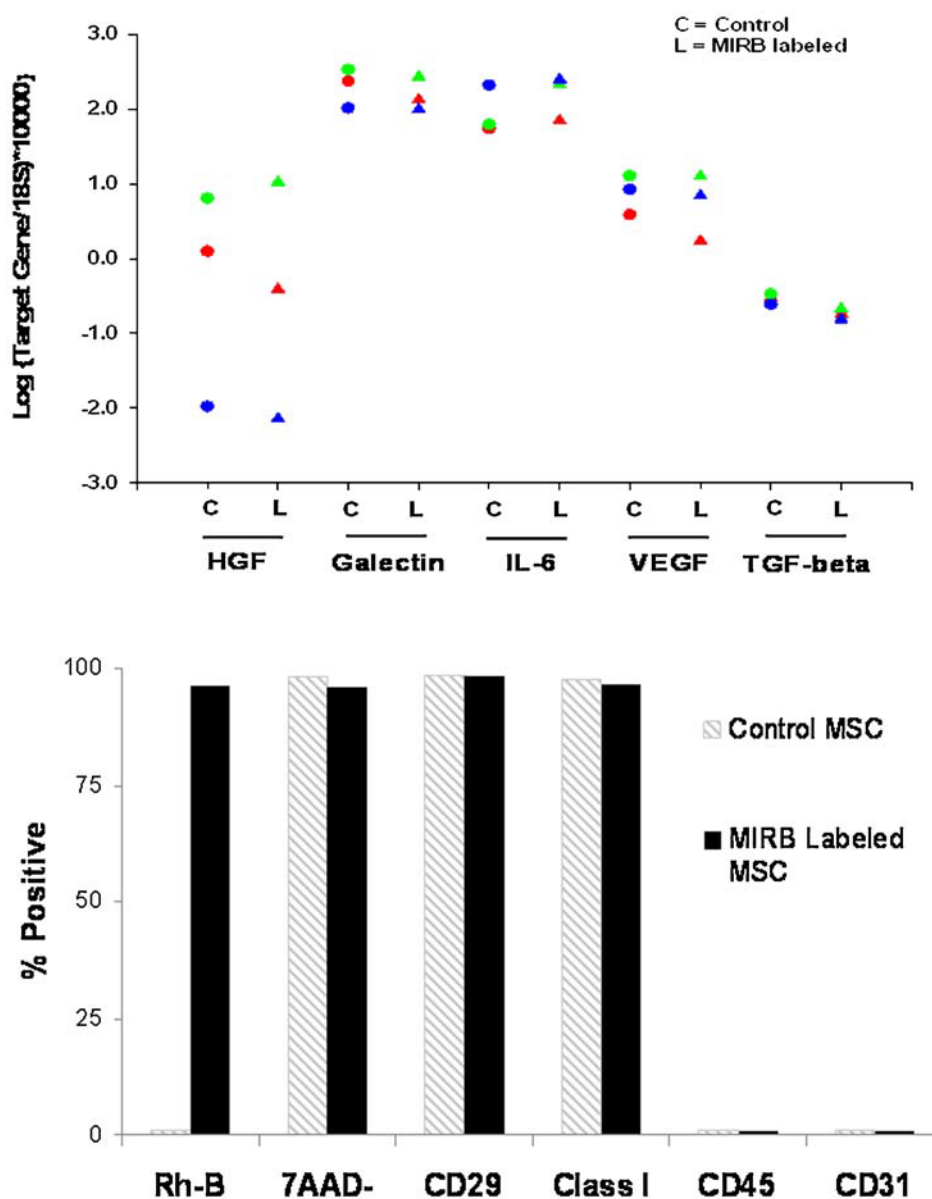 C = Control
L = MIRB labeled
Log {Target Gene/18S)*10000}
3.0
2.0
1.0
0.0
-1.0
-2.0
-3.0
C L C L C L C L C L
HGF Galectin IL-6 VEGF TGF-beta
% Positive
100
75
50
25
0
Control MSC
MIRB Labeled
MSC
Rh-B 7AAD- CD29 Class I CD45 CD31